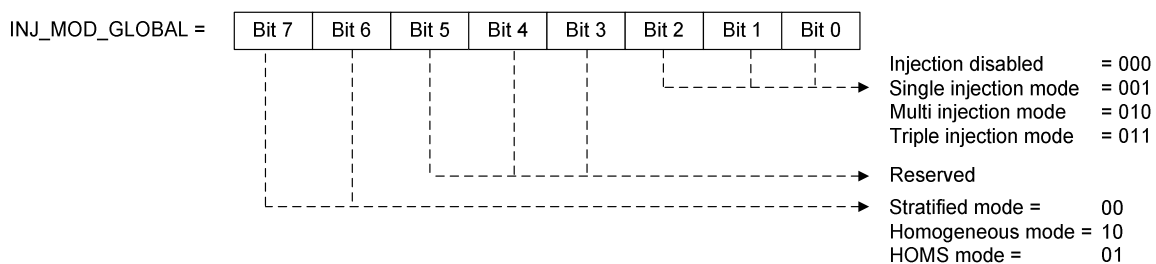 INJ_MOD_GLOBAL = Bit 7 Bit 6 Bit 5 Bit 4 Bit 3 Bit 2 Bit 1 Bit 0
Injection disabled = 000
Single injection mode = 001
Multi injection mode = 010
Triple injection mode = 011
Reserved
Stratified mode = 00
Homogeneous mode = 10
HOMS mode = 01